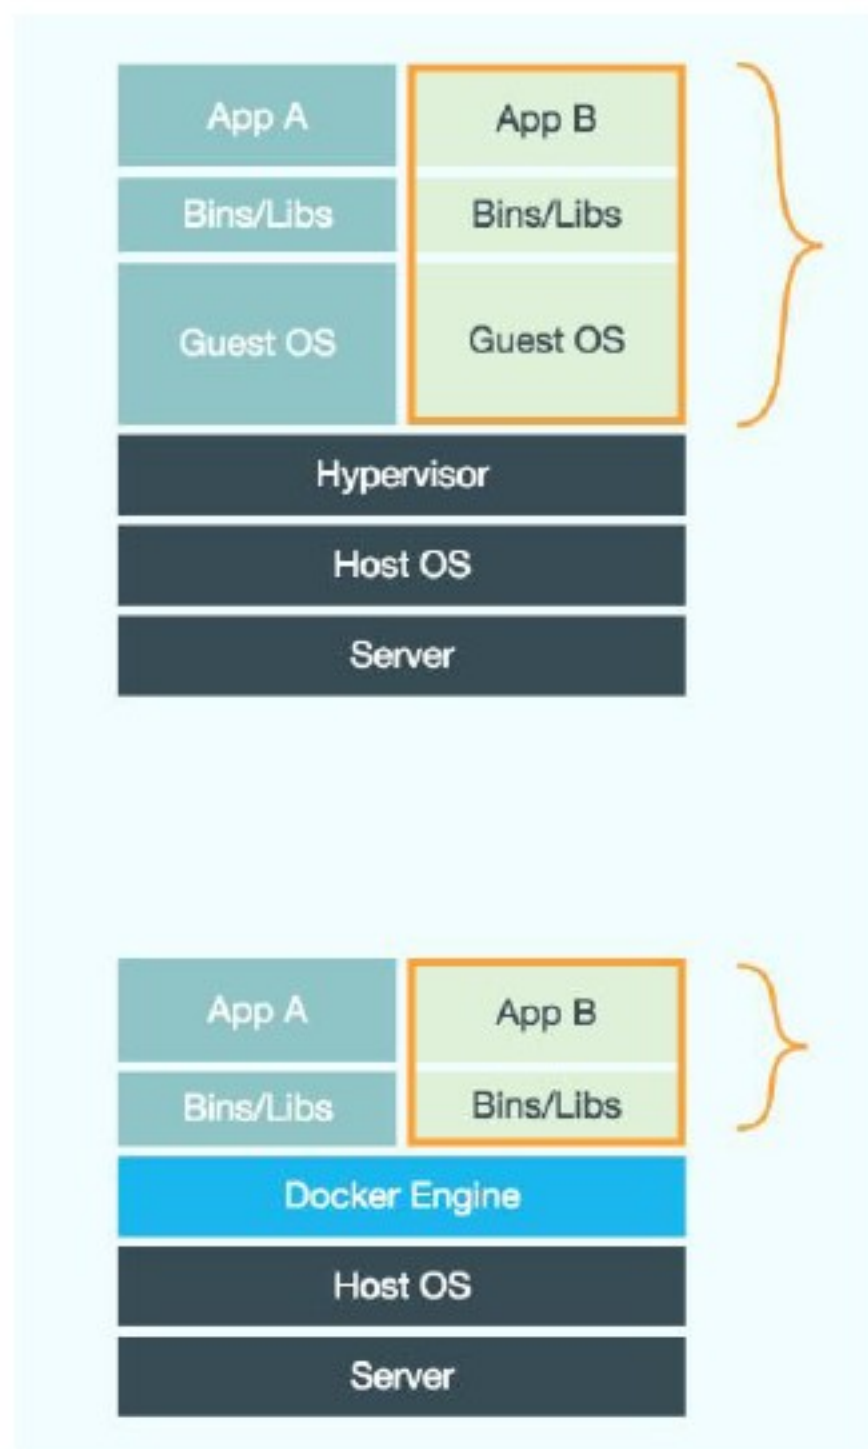 App A
App B
Bins/Libs
Bins/Libs
Guest OS
Guest OS
Hypervisor
Host OS
Server
App A
App B
Bins/Libs
Bins/Libs
Docker Engine
Host OS
Server